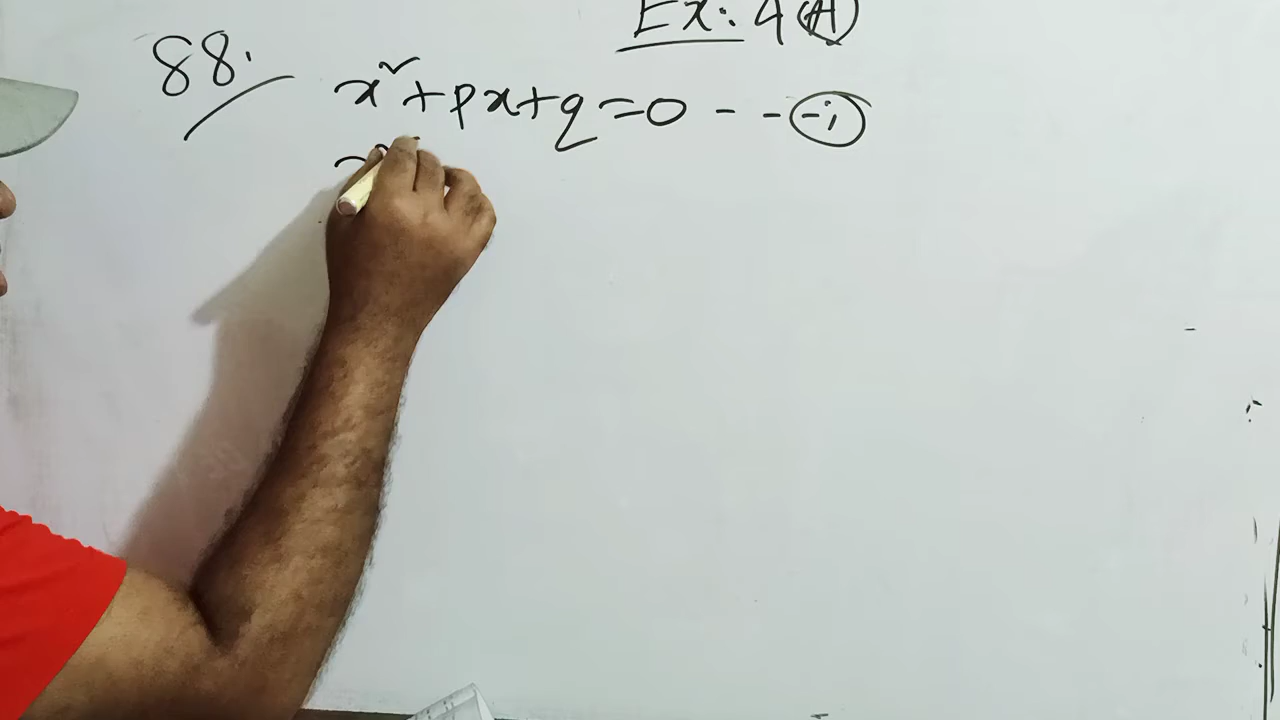 Ex: 4(A)
88.
x² + px + q = 0 - - - (i)
x